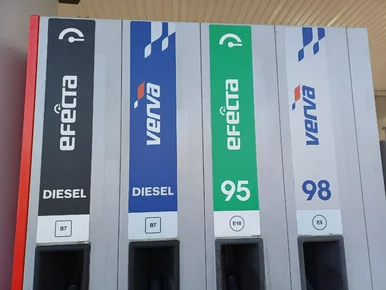 efecta
DIESEL
B7
verva
DIESEL
B7
efecta
95
E10
verva
98
E5